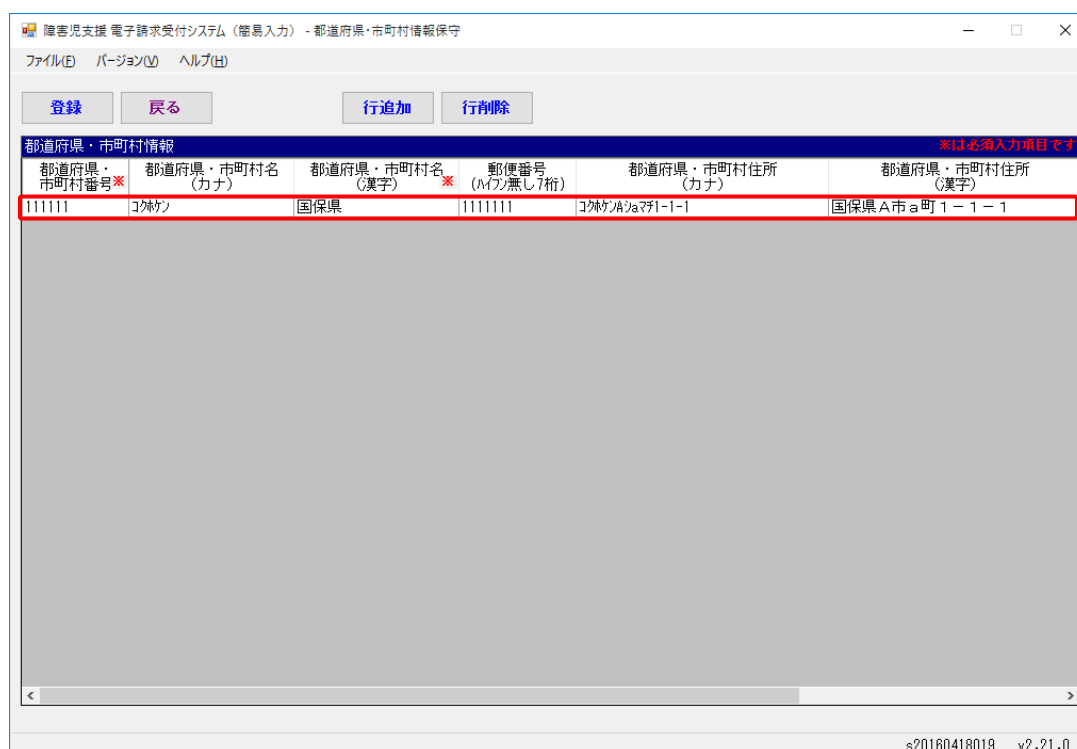 障害児支援 電子請求受付システム（簡易入力） - 都道府県・市町村情報保守
ファイル(F) バージョン(V) ヘルプ(H)
登録 戻る 行追加 行削除
都道府県・市町村情報 ※は必須入力項目です
都道府県・ 都道府県・市町村名 都道府県・市町村名 郵便番号 都道府県・市町村住所 都道府県・市町村住所
市町村番号※ （カナ） （漢字） ※ (ﾊｲﾌﾝ無し7桁) （カナ） （漢字）
111111 ｺｸﾎｹﾝ 国保県 1111111 ｺｸﾎｹﾝAｼaﾏﾁ1-1-1 国保県Ａ市ａ町１－１－１
s20160418019 v2.21.0